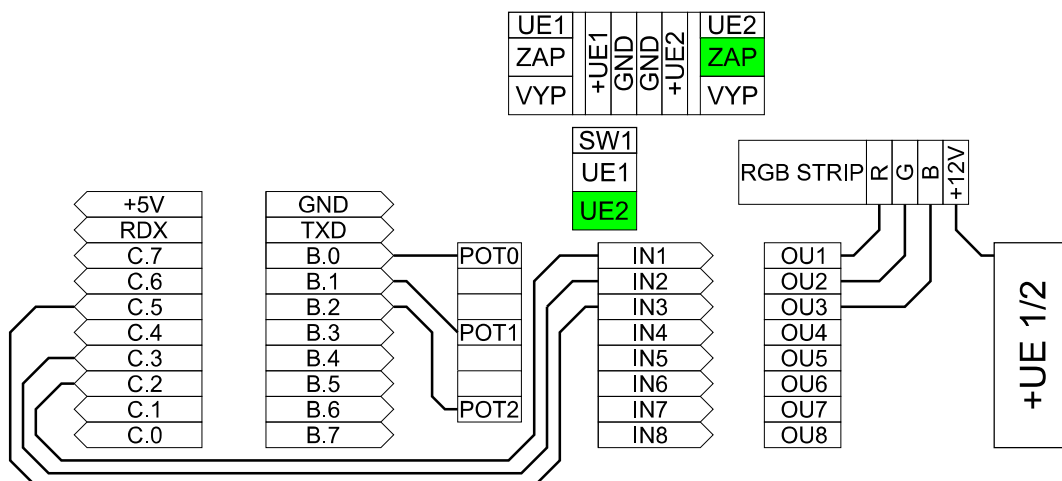 UE1
ZAP
VYP
+UE1
GND
GND
+UE2
UE2
ZAP
VYP
SW1
UE1
UE2
RGB STRIP
R
G
B
+12V
+5V
RDX
C.7
C.6
C.5
C.4
C.3
C.2
C.1
C.0
GND
TXD
B.0
B.1
B.2
B.3
B.4
B.5
B.6
B.7
POT0
POT1
POT2
IN1
IN2
IN3
IN4
IN5
IN6
IN7
IN8
OU1
OU2
OU3
OU4
OU5
OU6
OU7
OU8
+UE 1/2